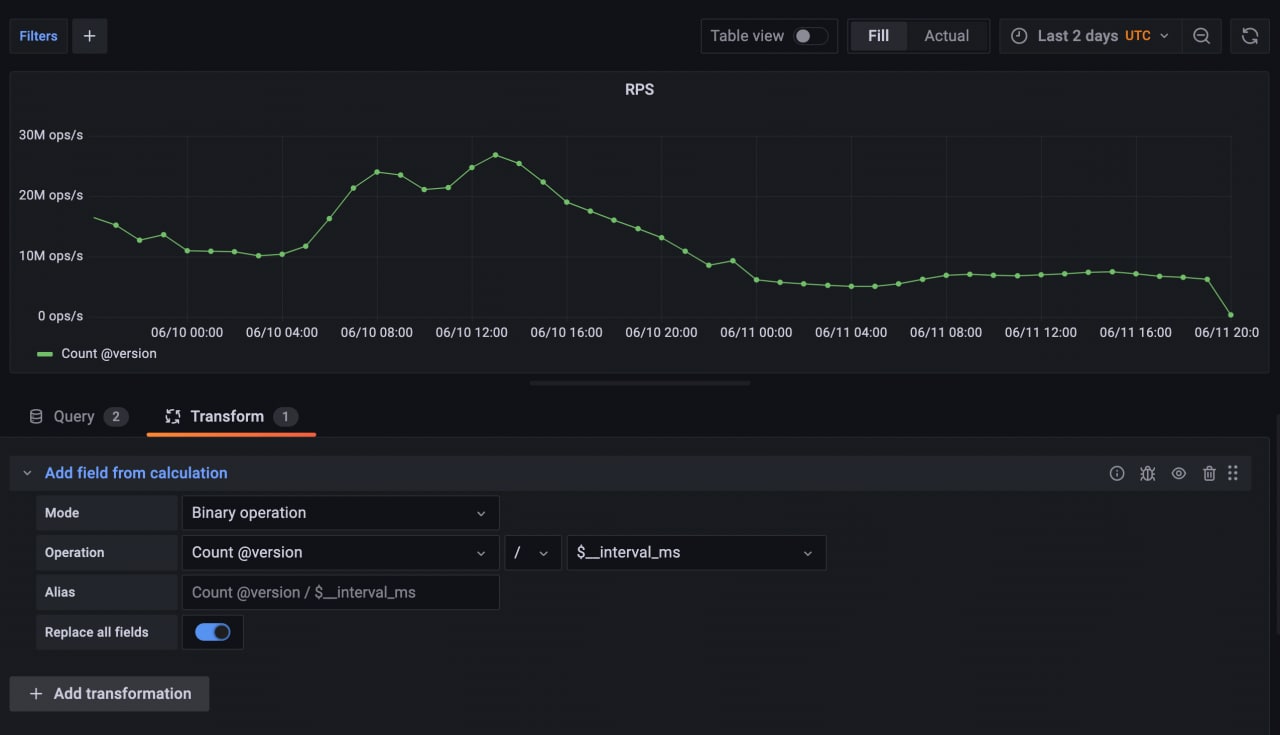 Filters
+
Table view
Fill
Actual
Last 2 days UTC
RPS
30M ops/s
20M ops/s
10M ops/s
0 ops/s
06/10 00:00 06/10 04:00 06/10 08:00 06/10 12:00 06/10 16:00 06/10 20:00 06/11 00:00 06/11 04:00 06/11 08:00 06/11 12:00 06/11 16:00 06/11 20:0
Count @version
Query 2
Transform 1
Add field from calculation
Mode Binary operation
Operation Count @version / $__interval_ms
Alias Count @version / $__interval_ms
Replace all fields
+ Add transformation